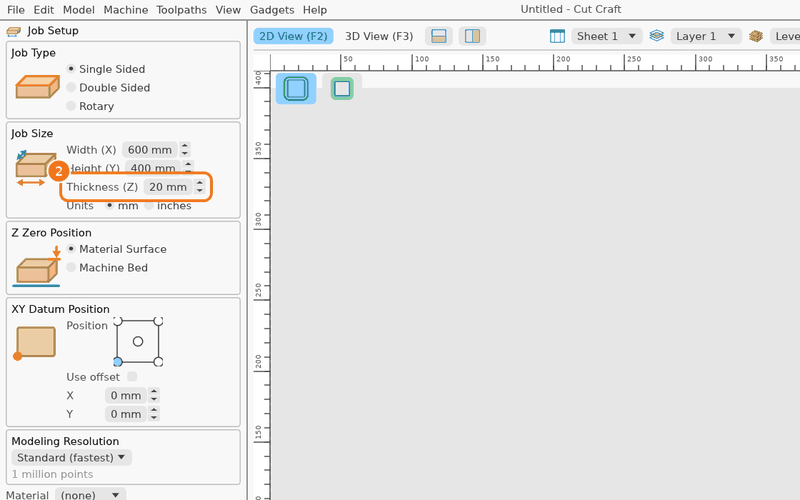 File Edit Model Machine Toolpaths View Gadgets Help Untitled - Cut Craft
Job Setup
2D View (F2) 3D View (F3) Sheet 1 Layer 1 Leve
Job Type
Single Sided
Double Sided
Rotary
50 100 150 200 250 300 350
400
350
300
250
200
150
Job Size
Width (X) 600 mm
Height (Y) 400 mm
2
Thickness (Z) 20 mm
Units mm inches
Z Zero Position
Material Surface
Machine Bed
XY Datum Position
Position
Use offset
X 0 mm
Y 0 mm
Modeling Resolution
Standard (fastest)
1 million points
Material (none)